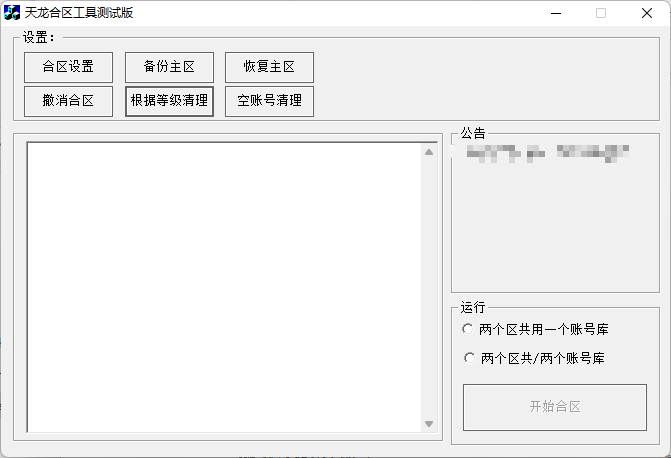 天龙合区工具测试版
设置:
合区设置 备份主区 恢复主区
撤消合区 根据等级清理 空账号清理
公告
运行
两个区共用一个账号库
两个区共/两个账号库
开始合区